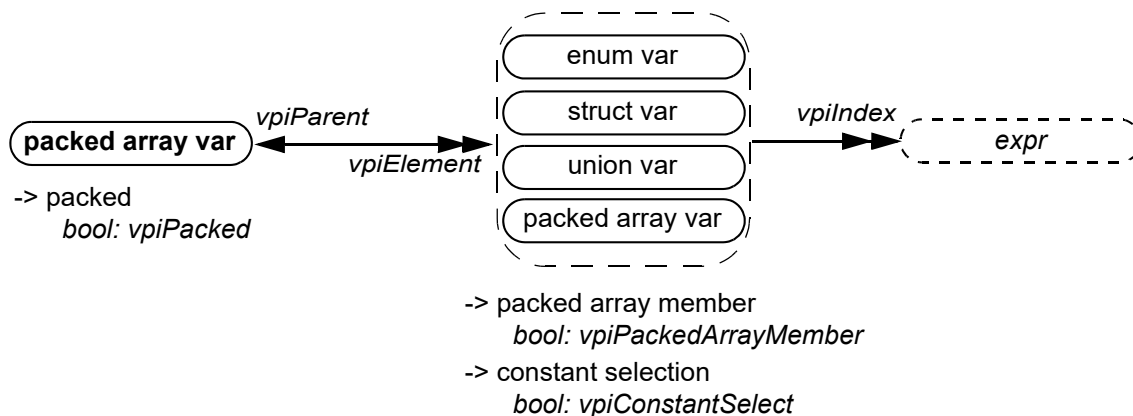 enum var
struct var
union var
packed array var
packed array var
vpiParent
vpiElement
vpiIndex
expr
-> packed
bool: vpiPacked
-> packed array member
bool: vpiPackedArrayMember
-> constant selection
bool: vpiConstantSelect